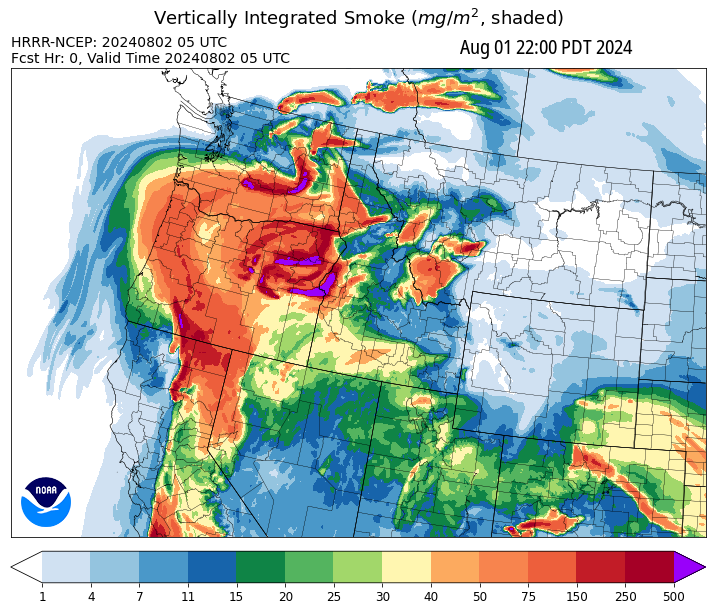 Vertically Integrated Smoke (mg/m², shaded)
HRRR-NCEP: 20240802 05 UTC
Fcst Hr: 0, Valid Time 20240802 05 UTC
Aug 01 22:00 PDT 2024
NOAA
1 4 7 11 15 20 25 30 40 50 75 150 250 500